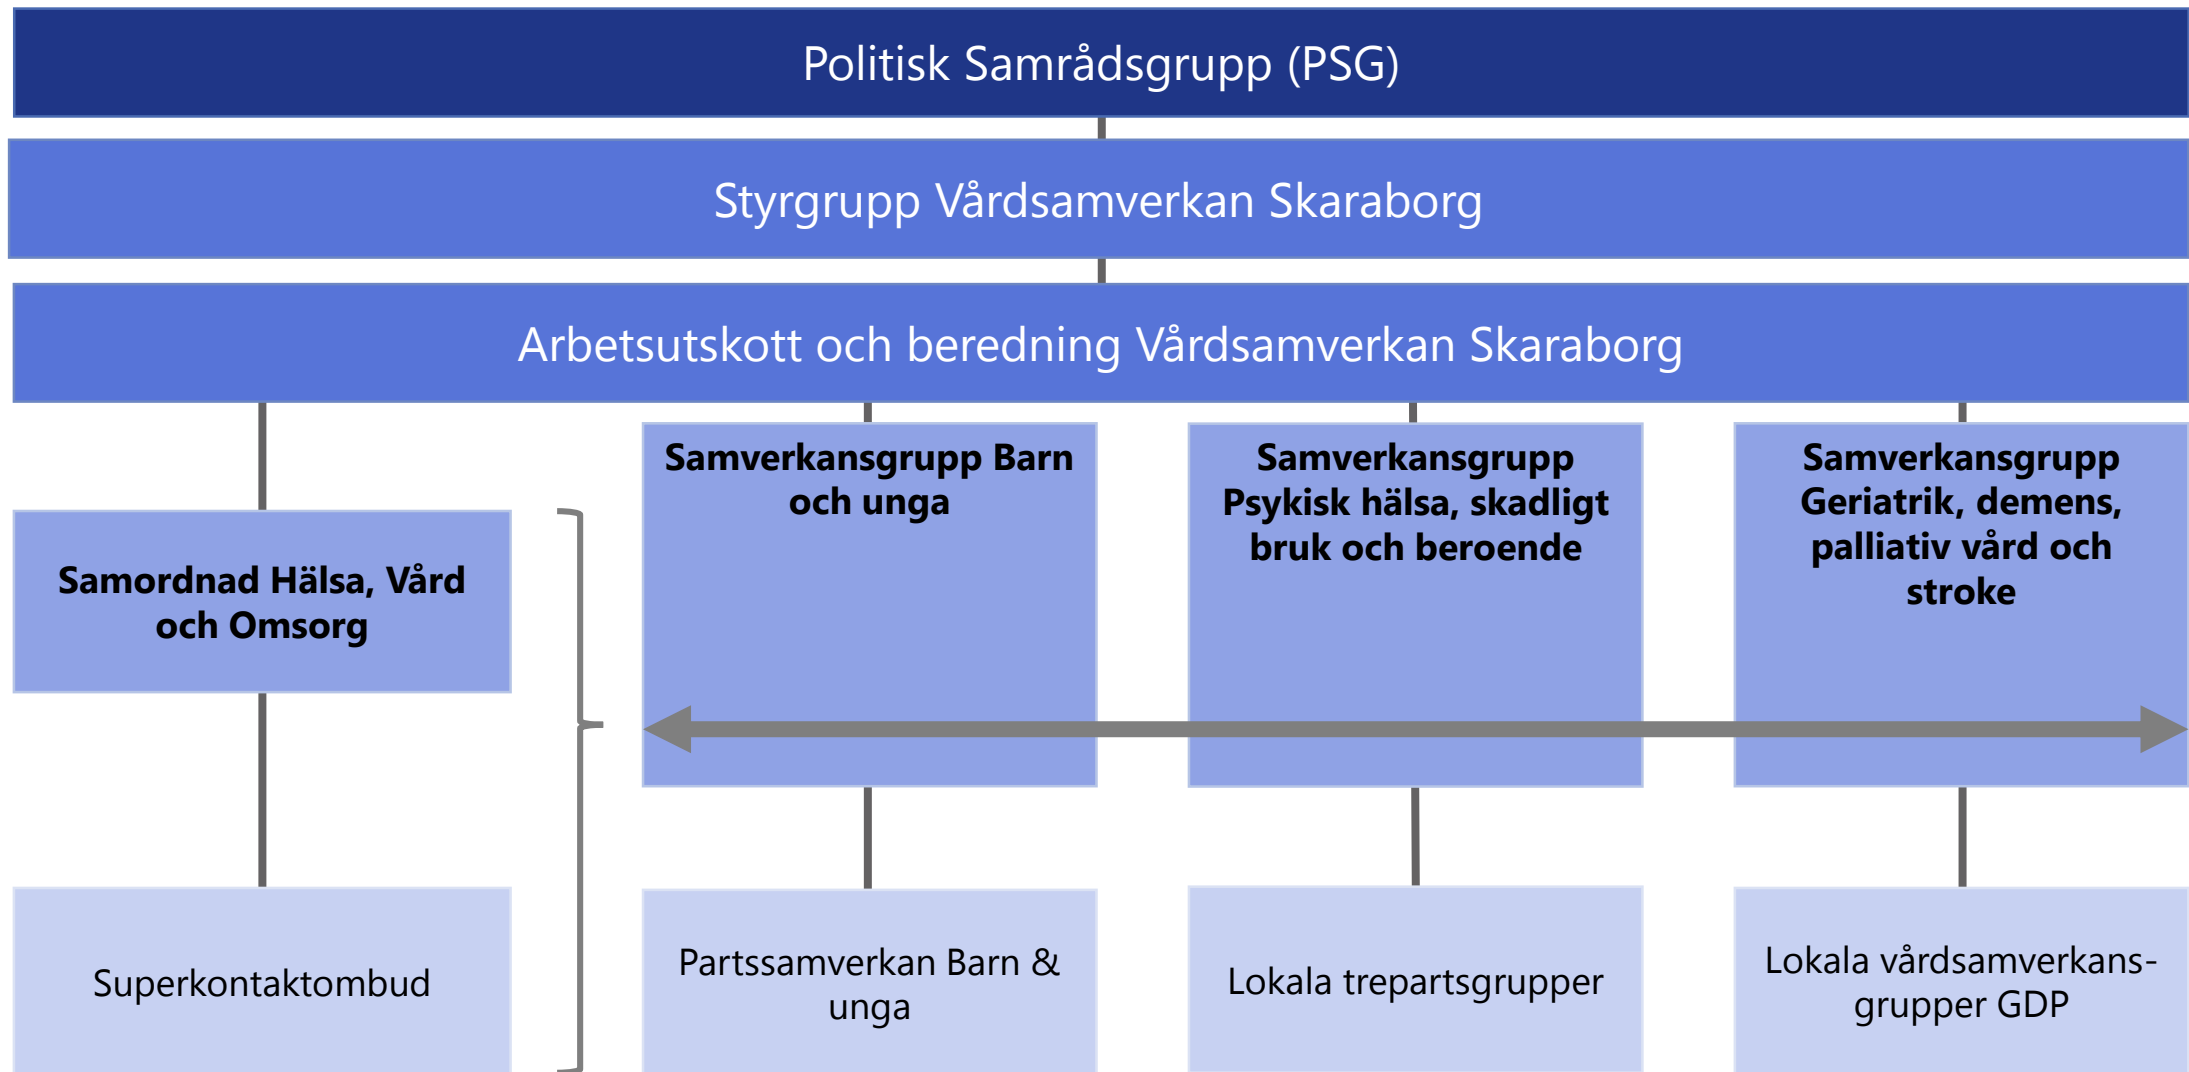 Politisk Samrådsgrupp (PSG)
Styrgrupp Vårdsamverkan Skaraborg
Arbetsutskott och beredning Vårdsamverkan Skaraborg
Samordnad Hälsa, Vård
och Omsorg
Samverkansgrupp Barn
och unga
Samverkansgrupp
Psykisk hälsa, skadligt
bruk och beroende
Samverkansgrupp
Geriatrik, demens,
palliativ vård och
stroke
Superkontaktombud
Partssamverkan Barn &
unga
Lokala trepartsgrupper
Lokala vårdsamverkans-
grupper GDP